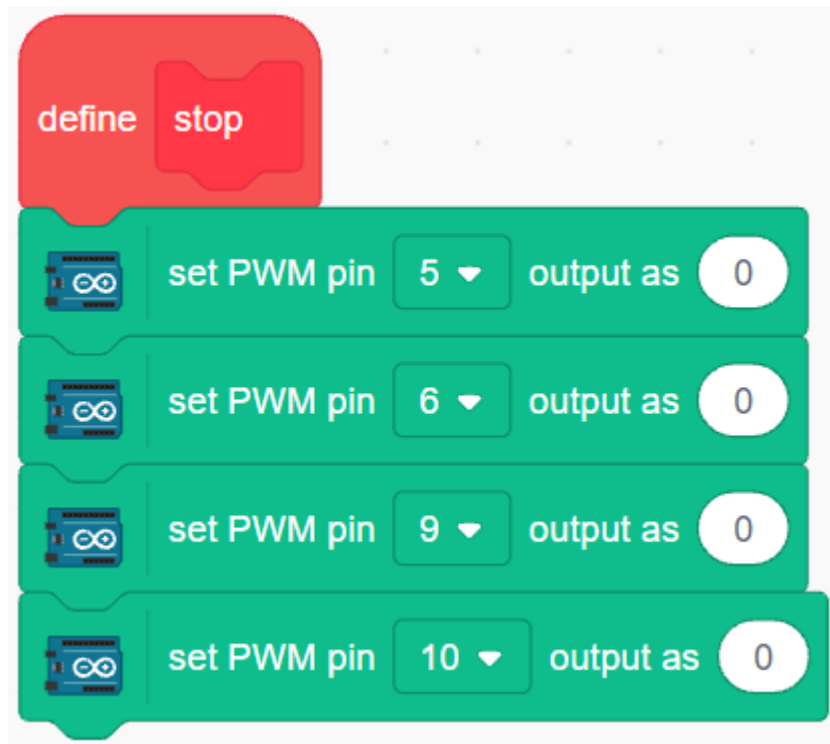 define stop
set PWM pin 5 output as 0
set PWM pin 6 output as 0
set PWM pin 9 output as 0
set PWM pin 10 output as 0